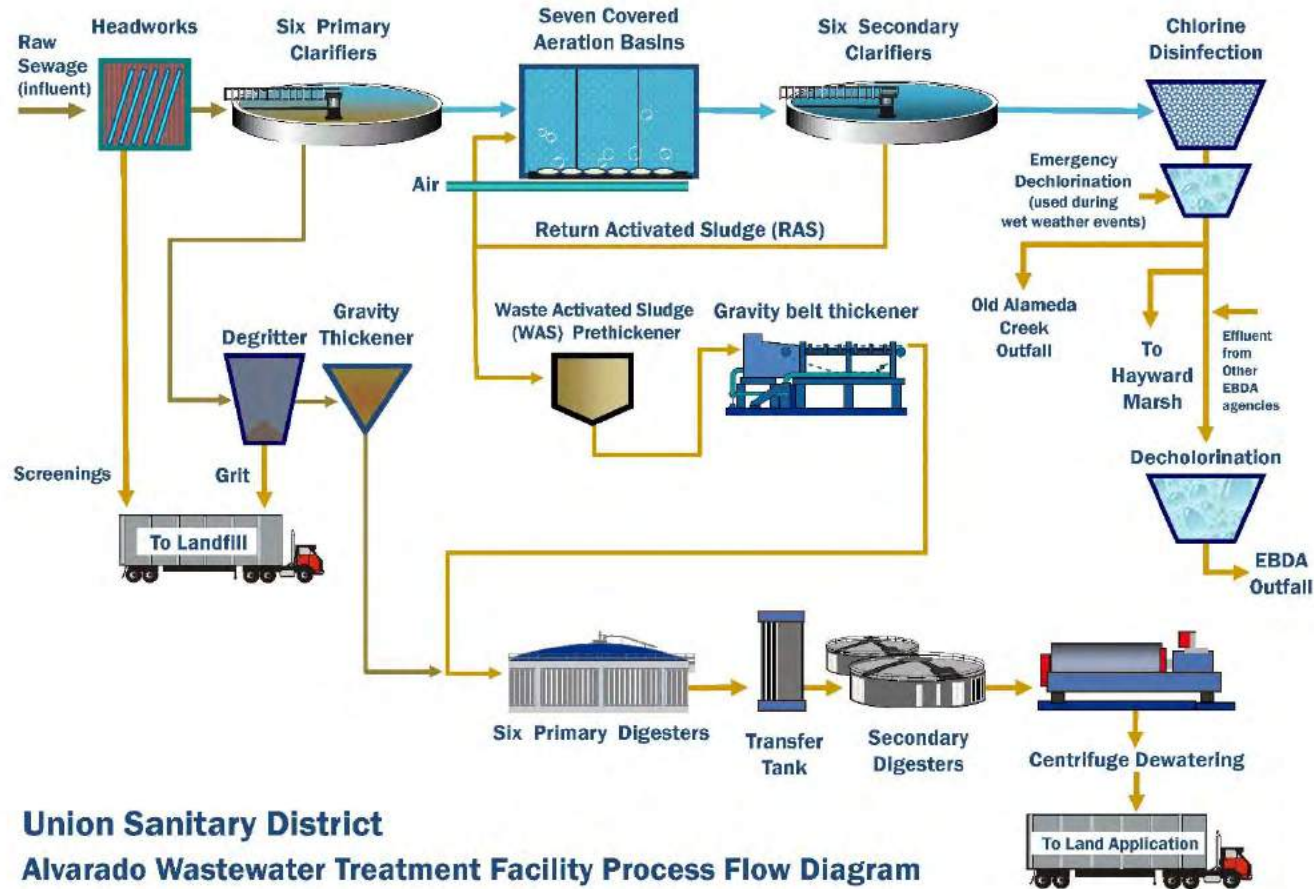 Headworks
Six Primary
Clarifiers
Seven Covered
Aeration Basins
Six Secondary
Clarifiers
Chlorine
Disinfection
Raw
Sewage
(influent)
Air
Return Activated Sludge (RAS)
Emergency
Dechlorination
(used during
wet weather events)
Old Alameda
Creek
Outfall
To
Hayward
Marsh
Effluent
from
Other
EBDA
agencies
Degritter
Gravity
Thickener
Waste Activated Sludge
(WAS) Prethickener
Gravity belt thickener
Screenings
Grit
To Landfill
Decholorination
EBDA
Outfall
Six Primary Digesters
Transfer
Tank
Secondary
Digesters
Centrifuge Dewatering
To Land Application
Union Sanitary District
Alvarado Wastewater Treatment Facility Process Flow Diagram